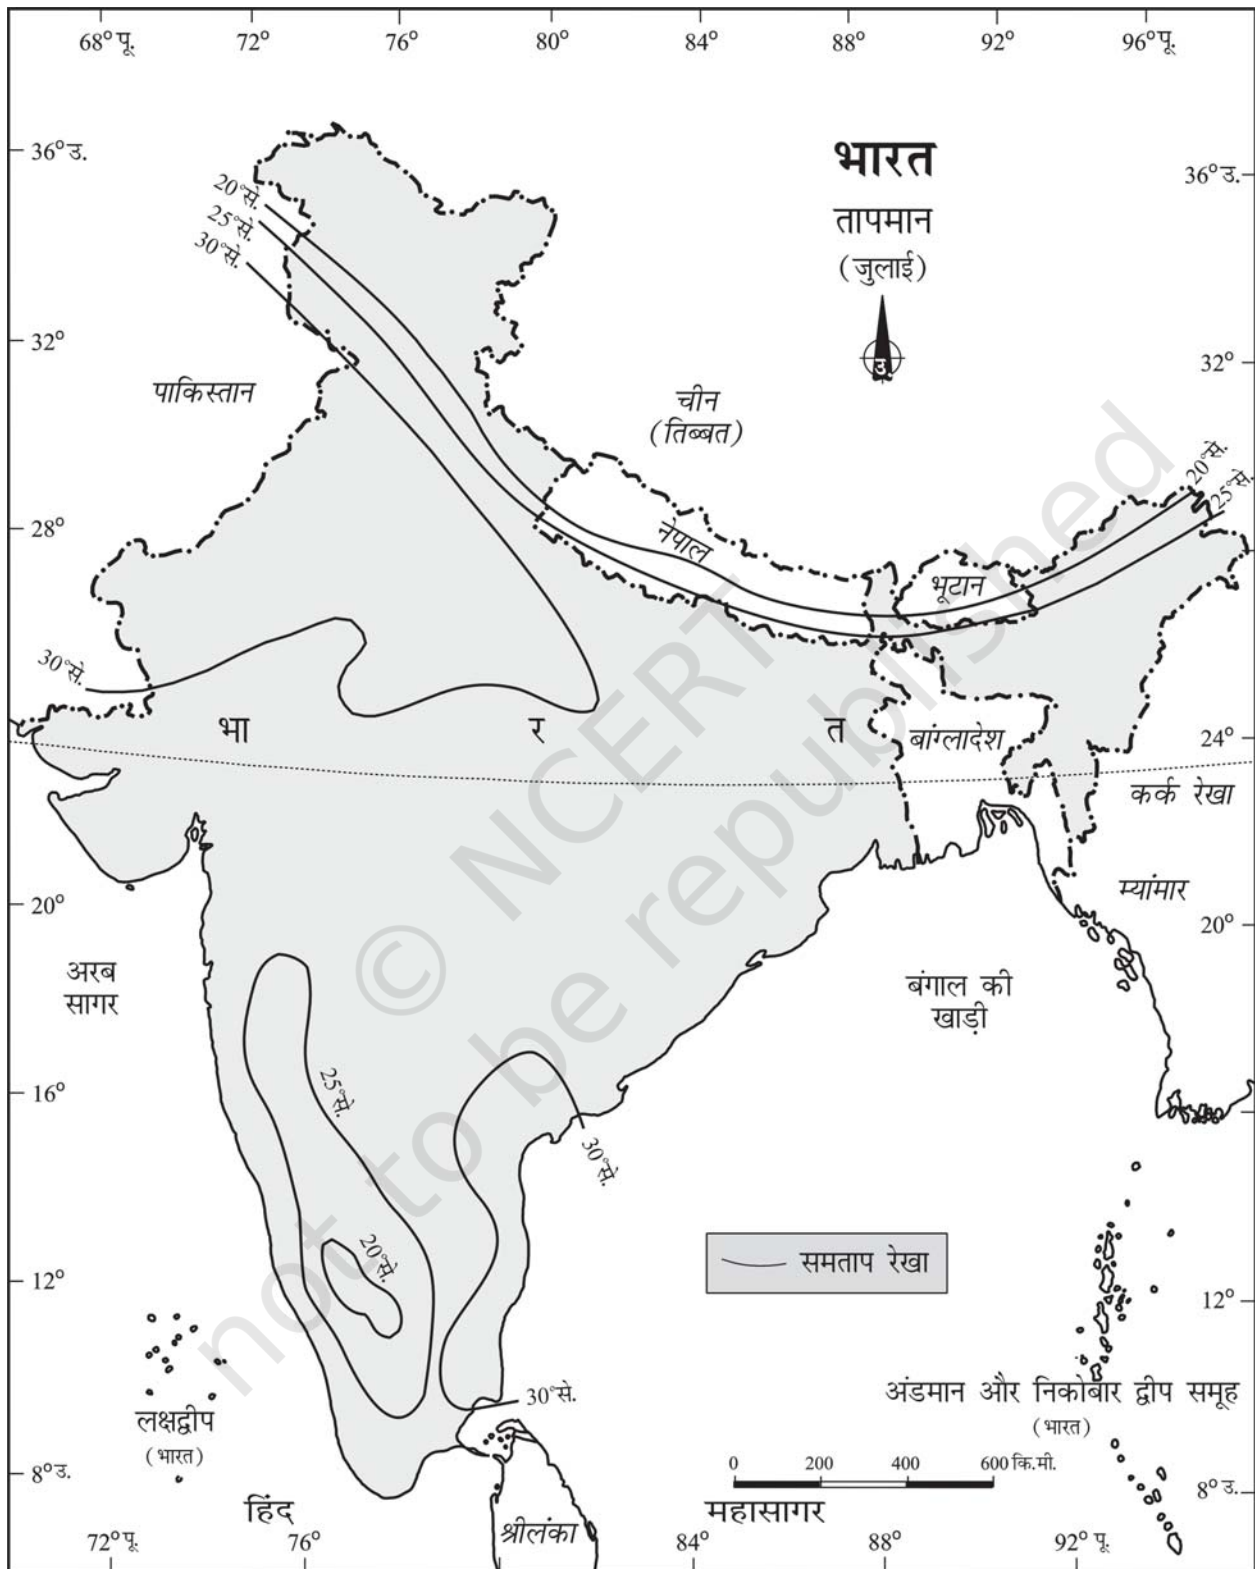 68° पू. 72° 76° 80° 84° 88° 92° 96° पू.
36° उ.
भारत
36° उ.
तापमान
(जुलाई)
उ
20°से.
25°से.
30°से.
32°
32°
पाकिस्तान
चीन
(तिब्बत)
20°से.
25°से.
28°
28°
नेपाल
भूटान
30°से.
भा र त
बांग्लादेश
24°
कर्क रेखा
म्यांमार
20°
20°
अरब
सागर
बंगाल की
खाड़ी
25°से.
16°
30°से.
20°से.
समताप रेखा
12°
12°
30°से.
अंडमान और निकोबार द्वीप समूह
(भारत)
लक्षद्वीप
(भारत)
0 200 400 600 कि.मी.
8° उ.
8° उ.
हिंद
महासागर
श्रीलंका
72° पू. 76° 84° 88° 92° पू.
© NCERT
not to be republished